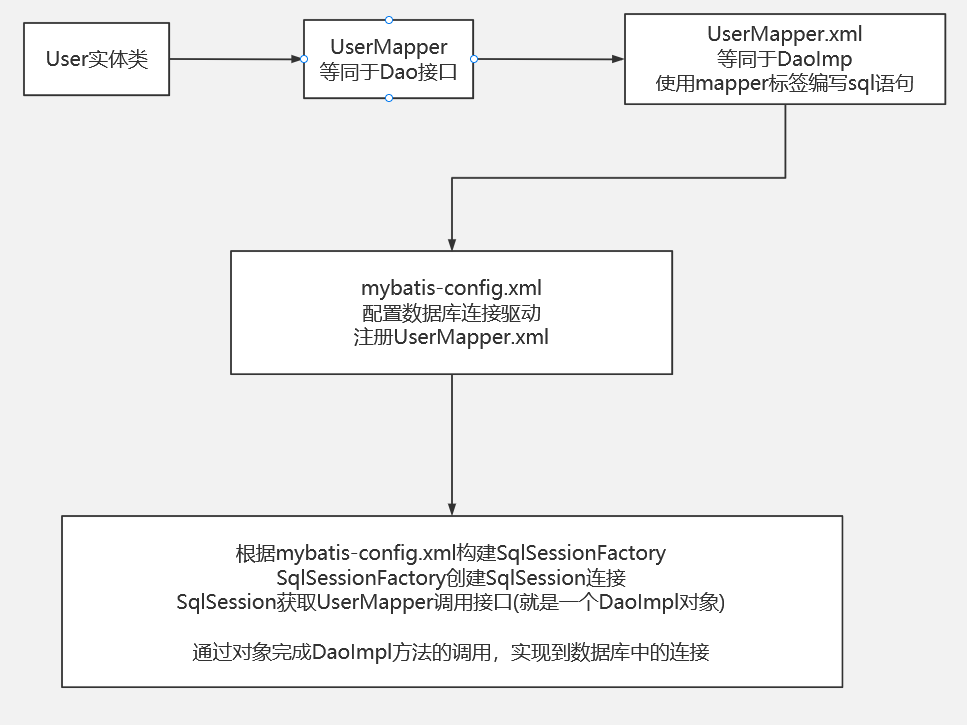 User实体类
UserMapper
等同于Dao接口
UserMapper.xml
等同于DaoImp
使用mapper标签编写sql语句
mybatis-config.xml
配置数据库连接驱动
注册UserMapper.xml
根据mybatis-config.xml构建SqlSessionFactory
SqlSessionFactory创建SqlSession连接
SqlSession获取UserMapper调用接口(就是一个DaoImpl对象)
通过对象完成DaoImpl方法的调用，实现到数据库中的连接